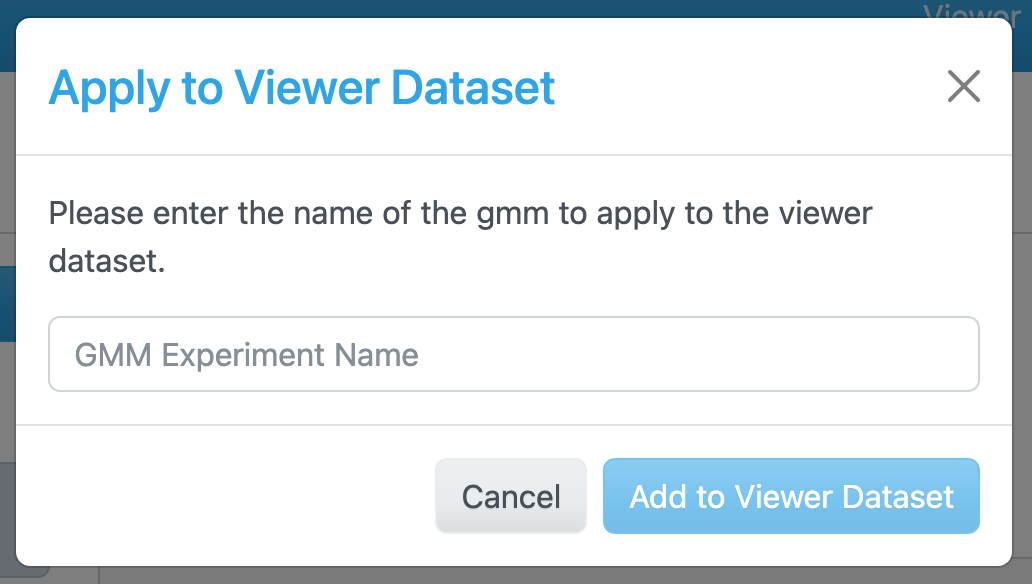 Viewer
Apply to Viewer Dataset
Please enter the name of the gmm to apply to the viewer
dataset.
GMM Experiment Name
Cancel
Add to Viewer Dataset